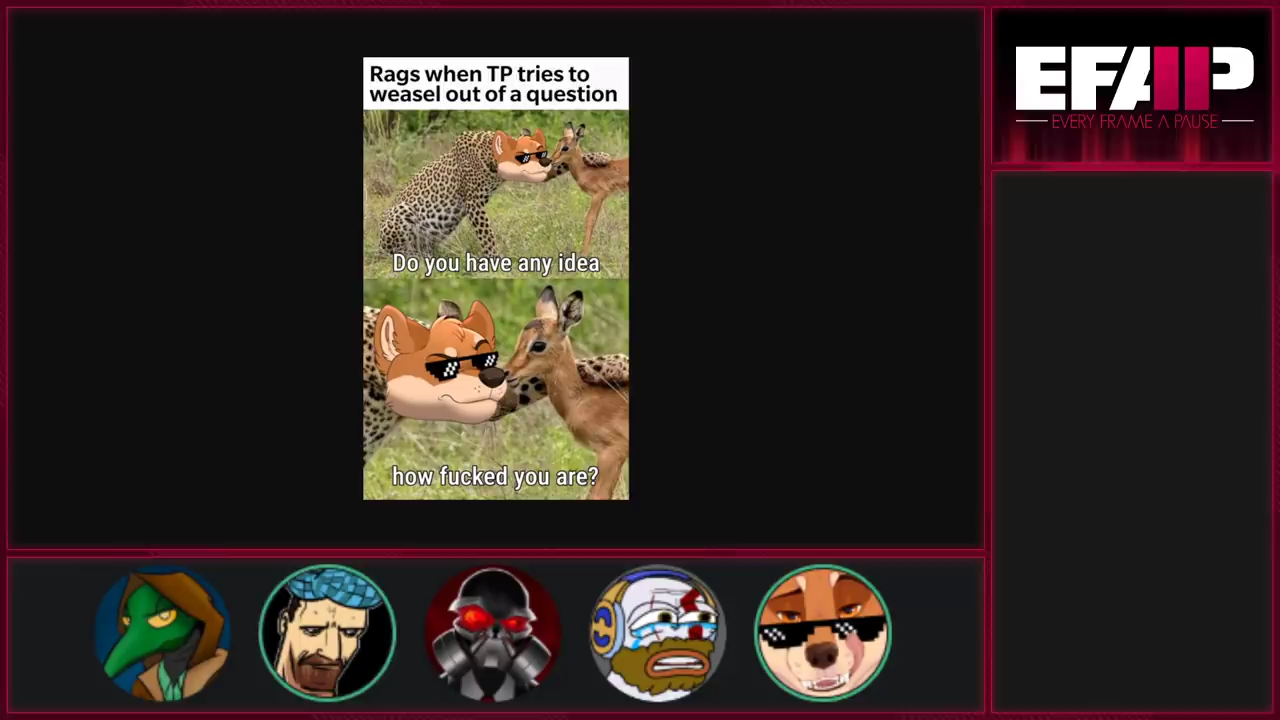 Rags when TP tries to
weasel out of a question
Do you have any idea
how fucked you are?
EFAP
EVERY FRAME A PAUSE